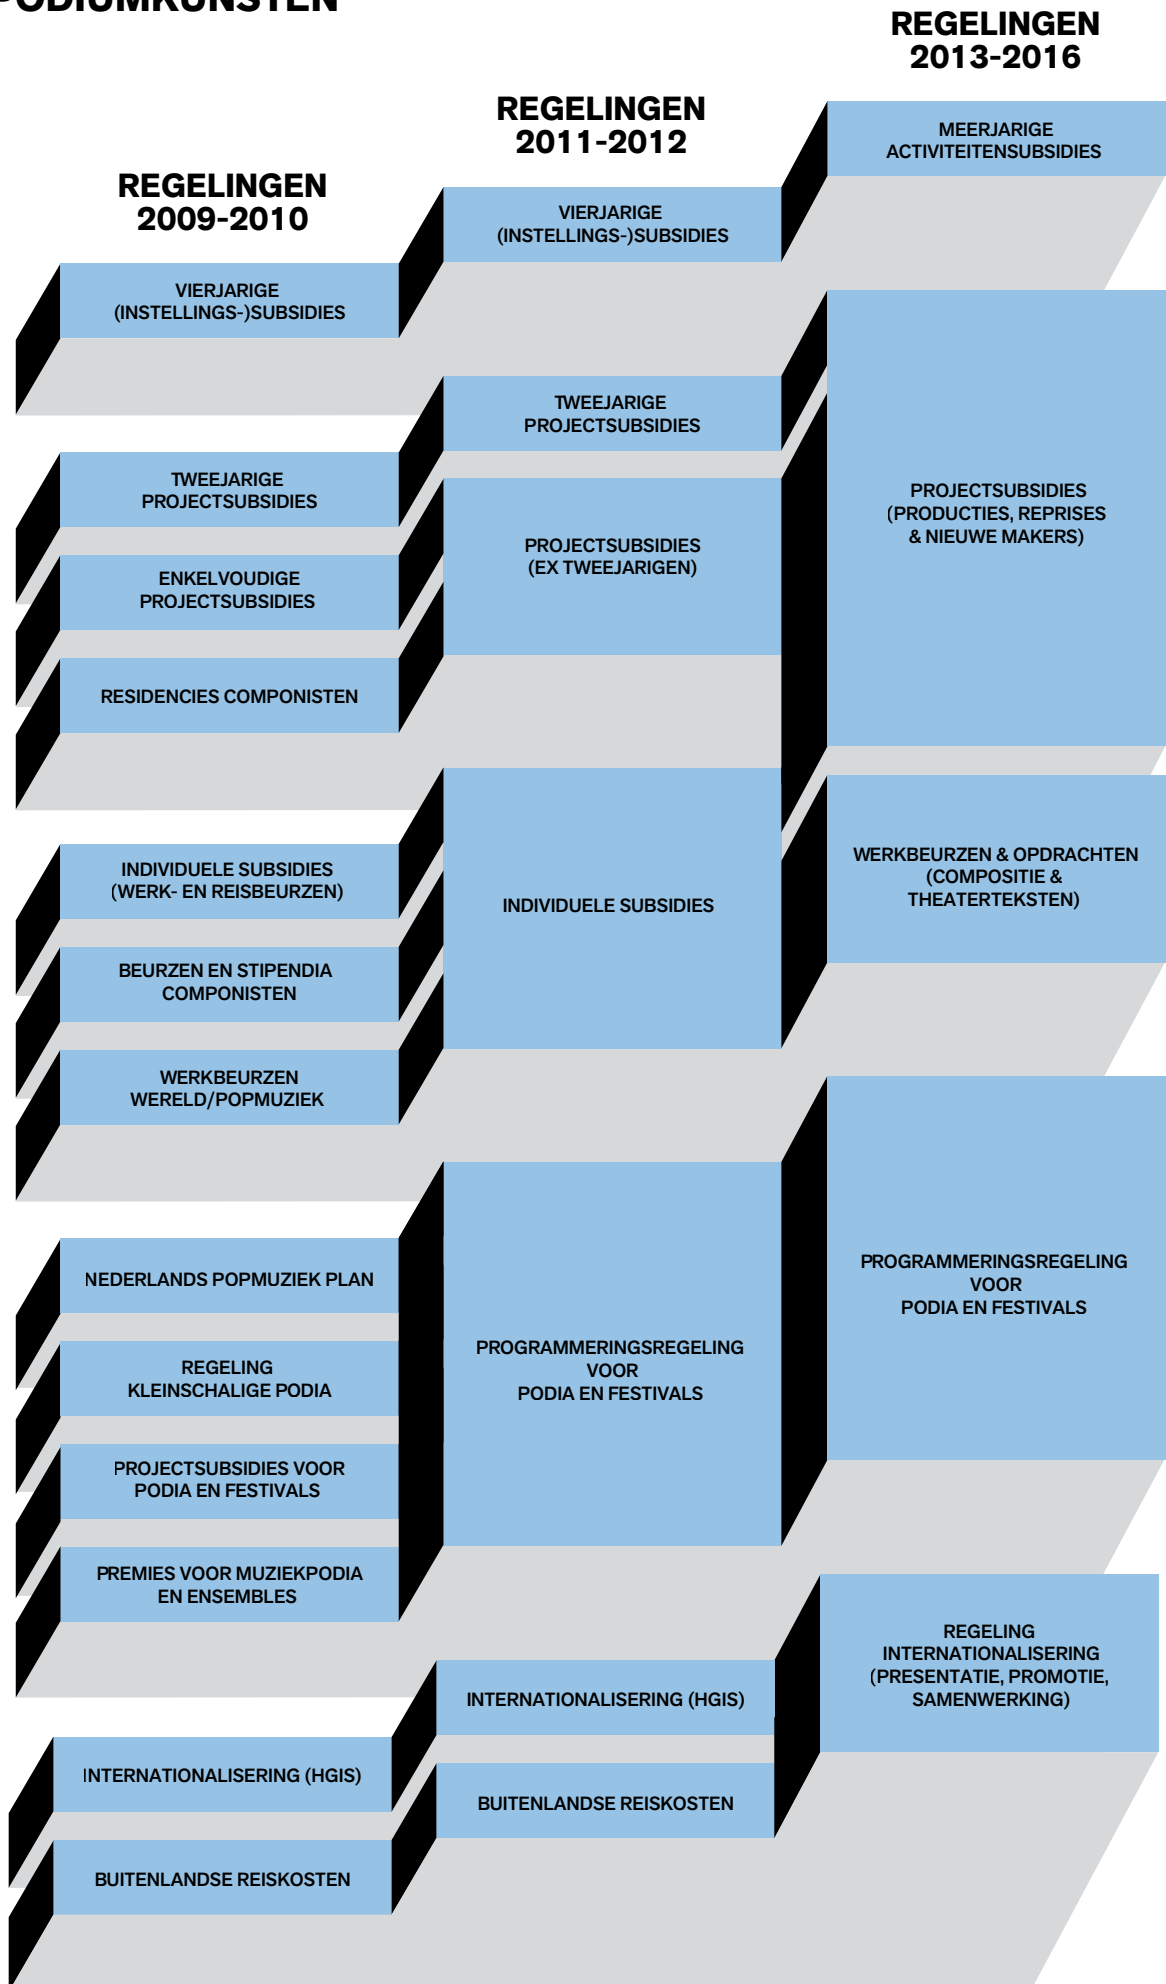 PODIUMKUNSTEN
REGELINGEN
2009-2010
VIERJARIGE
(INSTELLINGS-)SUBSIDIES
TWEEJARIGE
PROJECTSUBSIDIES
ENKELVOUDIGE
PROJECTSUBSIDIES
RESIDENCIES COMPONISTEN
INDIVIDUELE SUBSIDIES
(WERK- EN REISBEURZEN)
BEURZEN EN STIPENDIA
COMPONISTEN
WERKBEURZEN
WERELD/POPMUZIEK
NEDERLANDS POPMUZIEK PLAN
REGELING
KLEINSCHALIGE PODIA
PROJECTSUBSIDIES VOOR
PODIA EN FESTIVALS
PREMIES VOOR MUZIEKPODIA
EN ENSEMBLES
INTERNATIONALISERING (HGIS)
BUITENLANDSE REISKOSTEN
REGELINGEN
2011-2012
VIERJARIGE
(INSTELLINGS-)SUBSIDIES
TWEEJARIGE
PROJECTSUBSIDIES
PROJECTSUBSIDIES
(EX TWEEJARIGEN)
INDIVIDUELE SUBSIDIES
PROGRAMMERINGSREGELING
VOOR
PODIA EN FESTIVALS
INTERNATIONALISERING (HGIS)
BUITENLANDSE REISKOSTEN
REGELINGEN
2013-2016
MEERJARIGE
ACTIVITEITENSUBSIDIES
PROJECTSUBSIDIES
(PRODUCTIES, REPRISES
& NIEUWE MAKERS)
WERKBEURZEN & OPDRACHTEN
(COMPOSITIE &
THEATERTEKSTEN)
PROGRAMMERINGSREGELING
VOOR
PODIA EN FESTIVALS
REGELING
INTERNATIONALISERING
(PRESENTATIE, PROMOTIE,
SAMENWERKING)